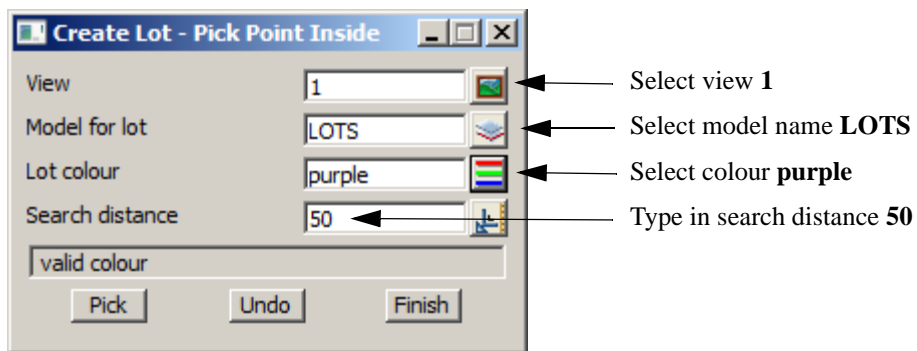 Create Lot - Pick Point Inside
View 1 Select view 1
Model for lot LOTS Select model name LOTS
Lot colour purple Select colour purple
Search distance 50 Type in search distance 50
valid colour
Pick Undo Finish